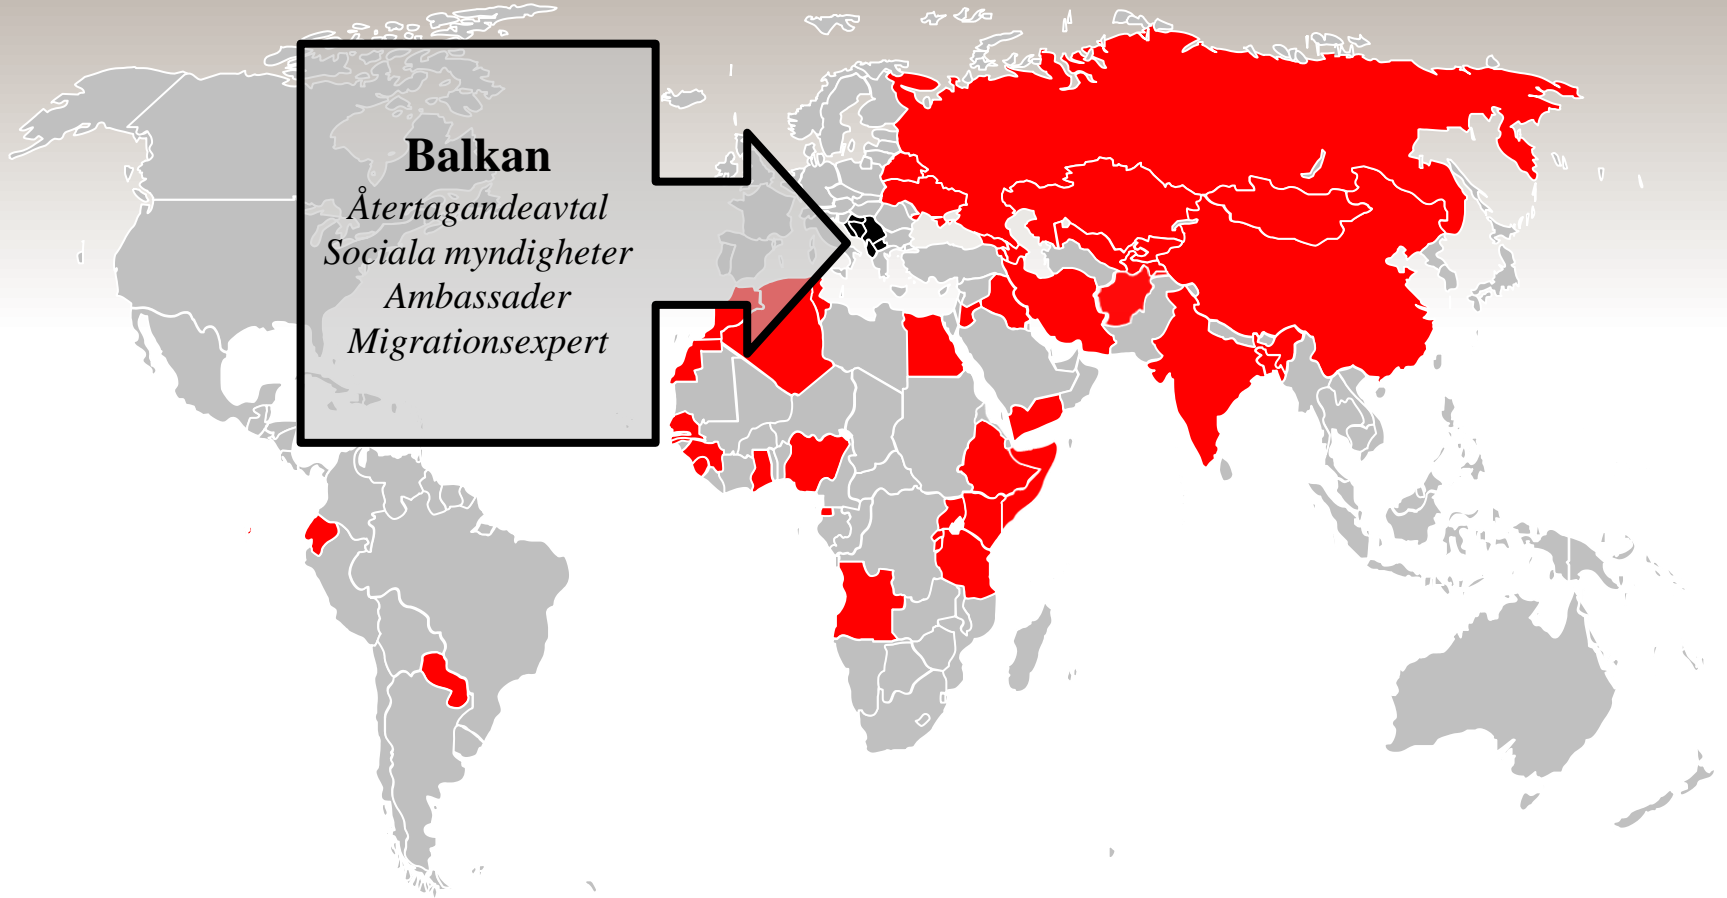 Balkan
Återtagandeavtal
Sociala myndigheter
Ambassader
Migrationsexpert